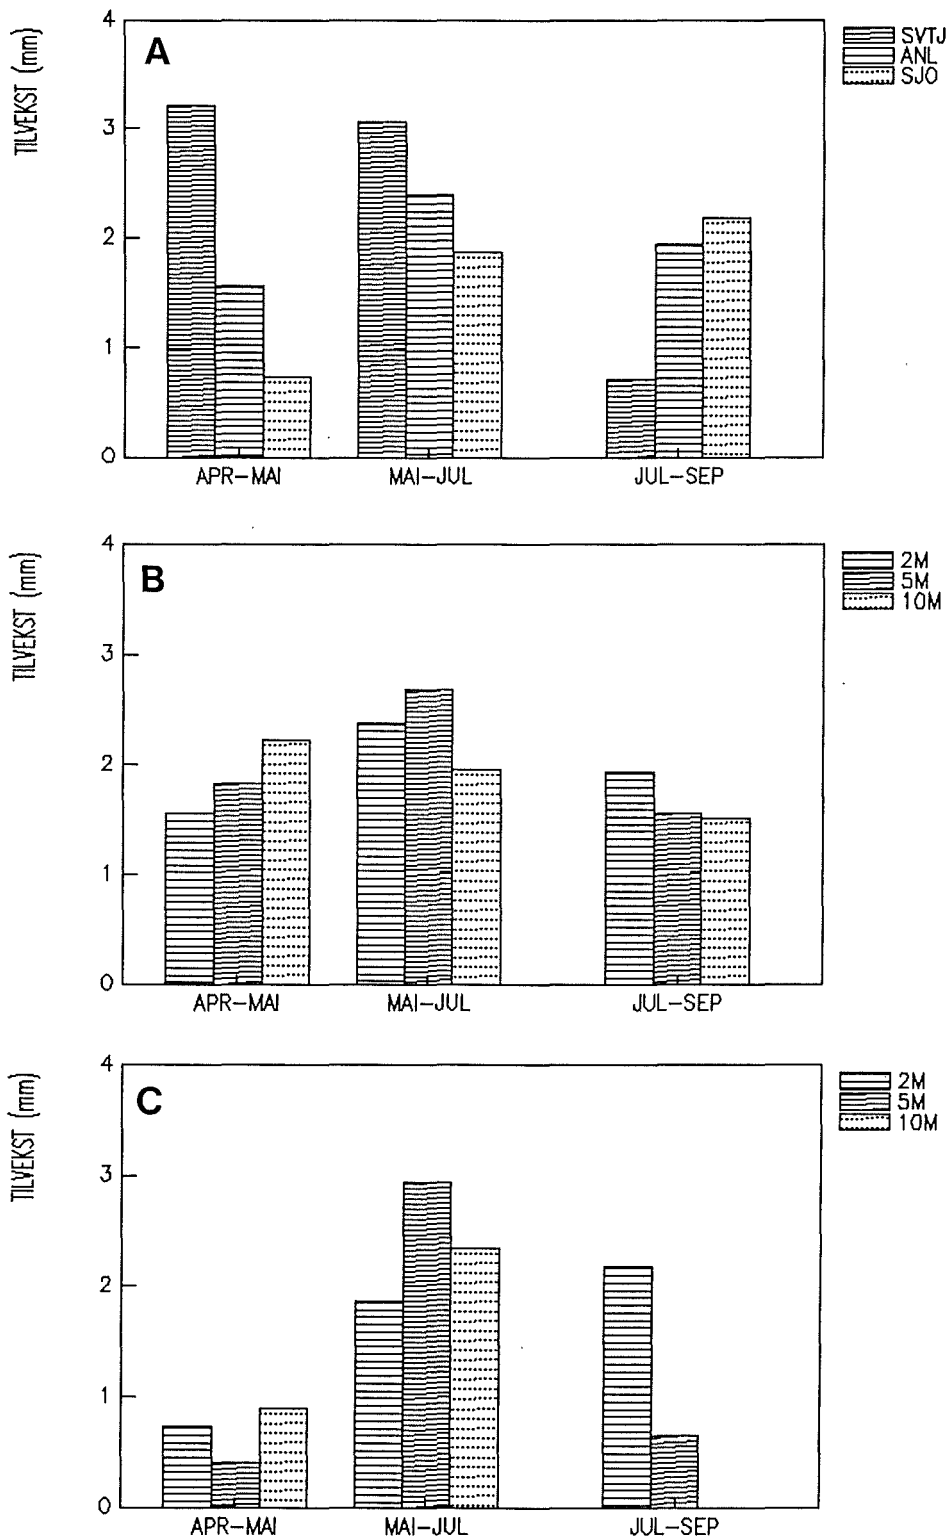 A
TILVEKST (mm)
4
3
2
1
0
APR-MAI
MAI-JUL
JUL-SEP
SVTJ
ANL
SJO
B
TILVEKST (mm)
4
3
2
1
0
APR-MAI
MAI-JUL
JUL-SEP
2M
5M
10M
C
TILVEKST (mm)
4
3
2
1
0
APR-MAI
MAI-JUL
JUL-SEP
2M
5M
10M